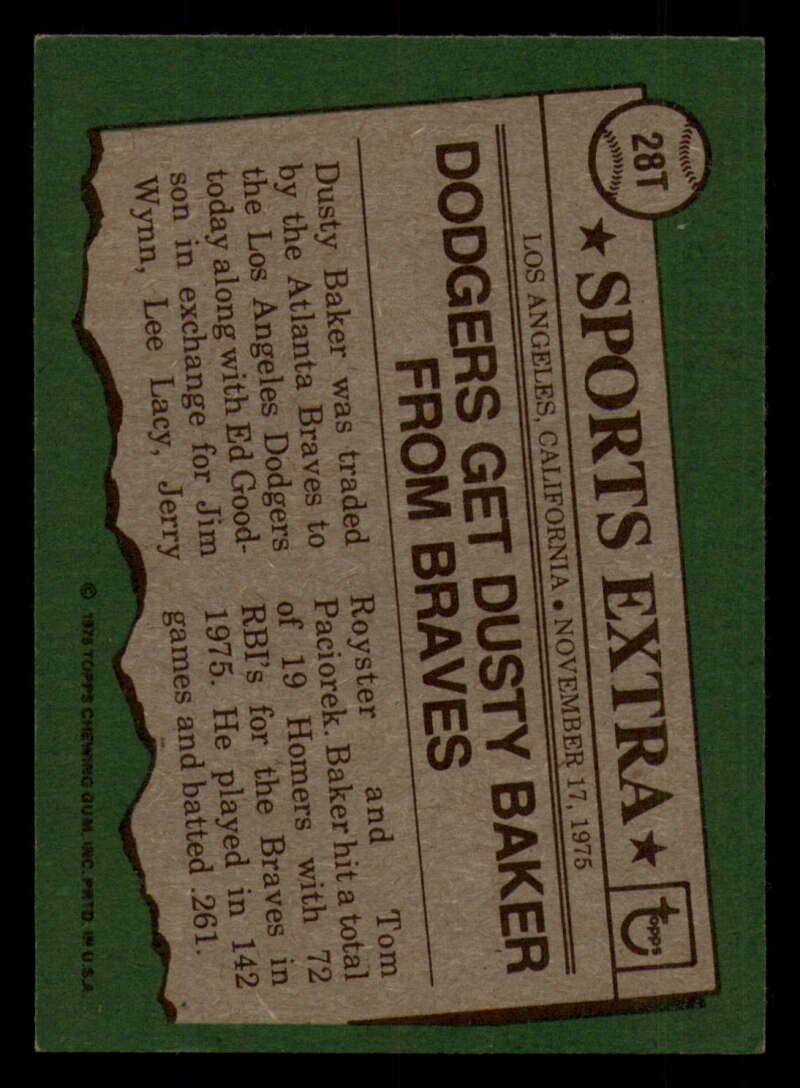 28T
★ SPORTS EXTRA ★
topps
LOS ANGELES, CALIFORNIA • NOVEMBER 17, 1975
DODGERS GET DUSTY BAKER
FROM BRAVES
Dusty Baker was traded
by the Atlanta Braves to
the Los Angeles Dodgers
today along with Ed Good-
son in exchange for Jim
Wynn, Lee Lacy, Jerry
Royster and Tom
Paciorek. Baker hit a total
of 19 Homers with 72
RBI's for the Braves in
1975. He played in 142
games and batted .261.
© 1976 TOPPS CHEWING GUM, INC. PRTD. IN U.S.A.